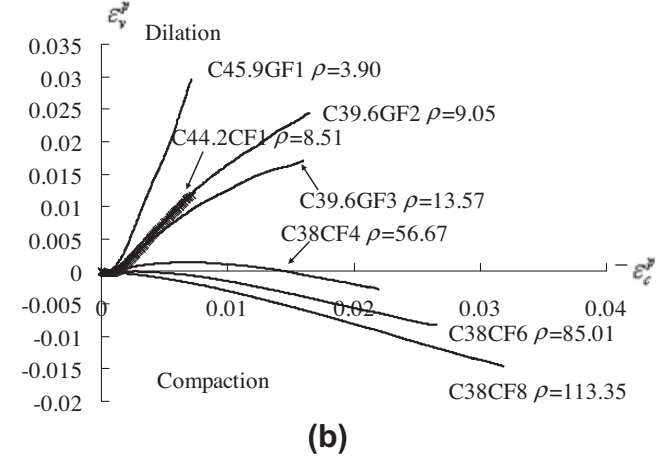 Dilation
0.035
0.03
0.025
0.02
0.015
0.01
0.005
0
-0.005
-0.01
-0.015
-0.02
C45.9GF1 ρ=3.90
C39.6GF2 ρ=9.05
C44.2CF1 ρ=8.51
C39.6GF3 ρ=13.57
C38CF4 ρ=56.67
0 0.01 0.02 0.03 0.04
C38CF6 ρ=85.01
Compaction
C38CF8 ρ=113.35
(b)